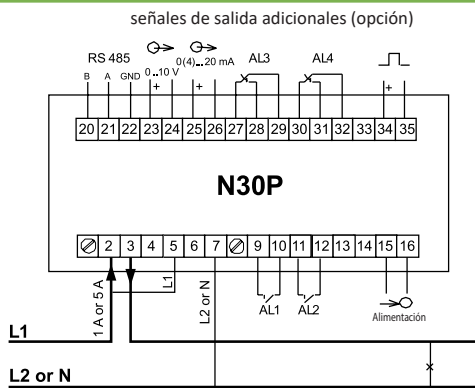 señales de salida adicionales (opción)
RS 485 0(4)...20 mA AL3 AL4
B A GND 0...10 V
+ + +
20 21 22 23 24 25 26 27 28 29 30 31 32 33 34 35
N30P
2 3 4 5 6 7 9 10 11 12 13 14 15 16
1 A or 5 A
L1
L2 or N
AL1 AL2 Alimentación
L1
L2 or N